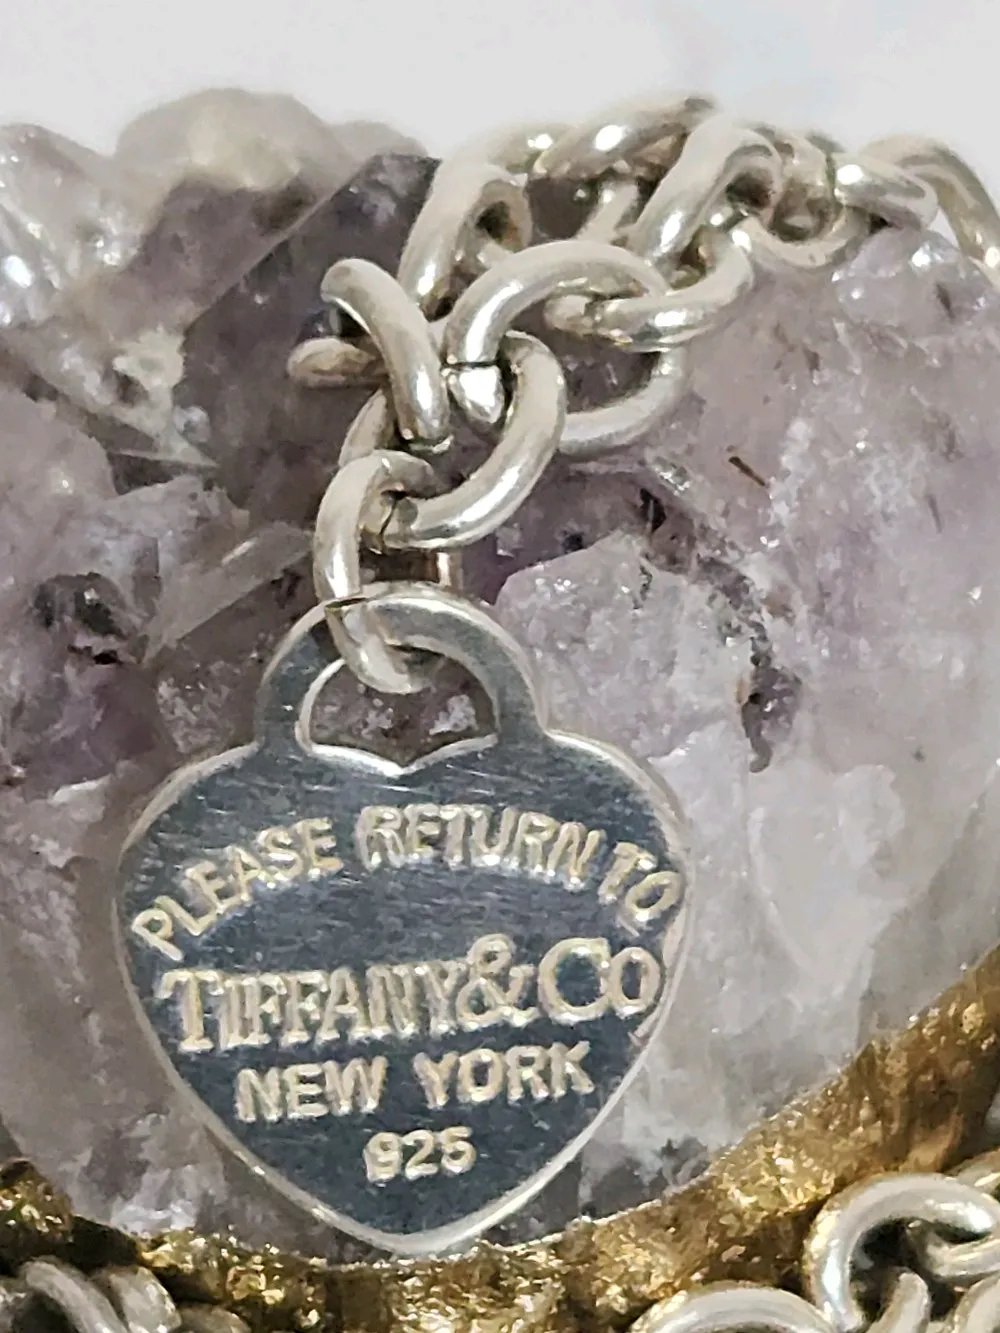 PLEASE RETURN TO
TIFFANY & CO
NEW YORK
925